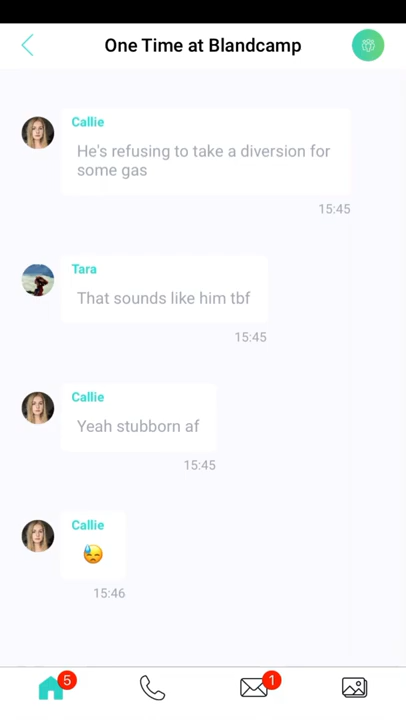 One Time at Blandcamp
Callie
He's refusing to take a diversion for
some gas
15:45
Tara
That sounds like him tbf
15:45
Callie
Yeah stubborn af
15:45
Callie
😓
15:46
5
1